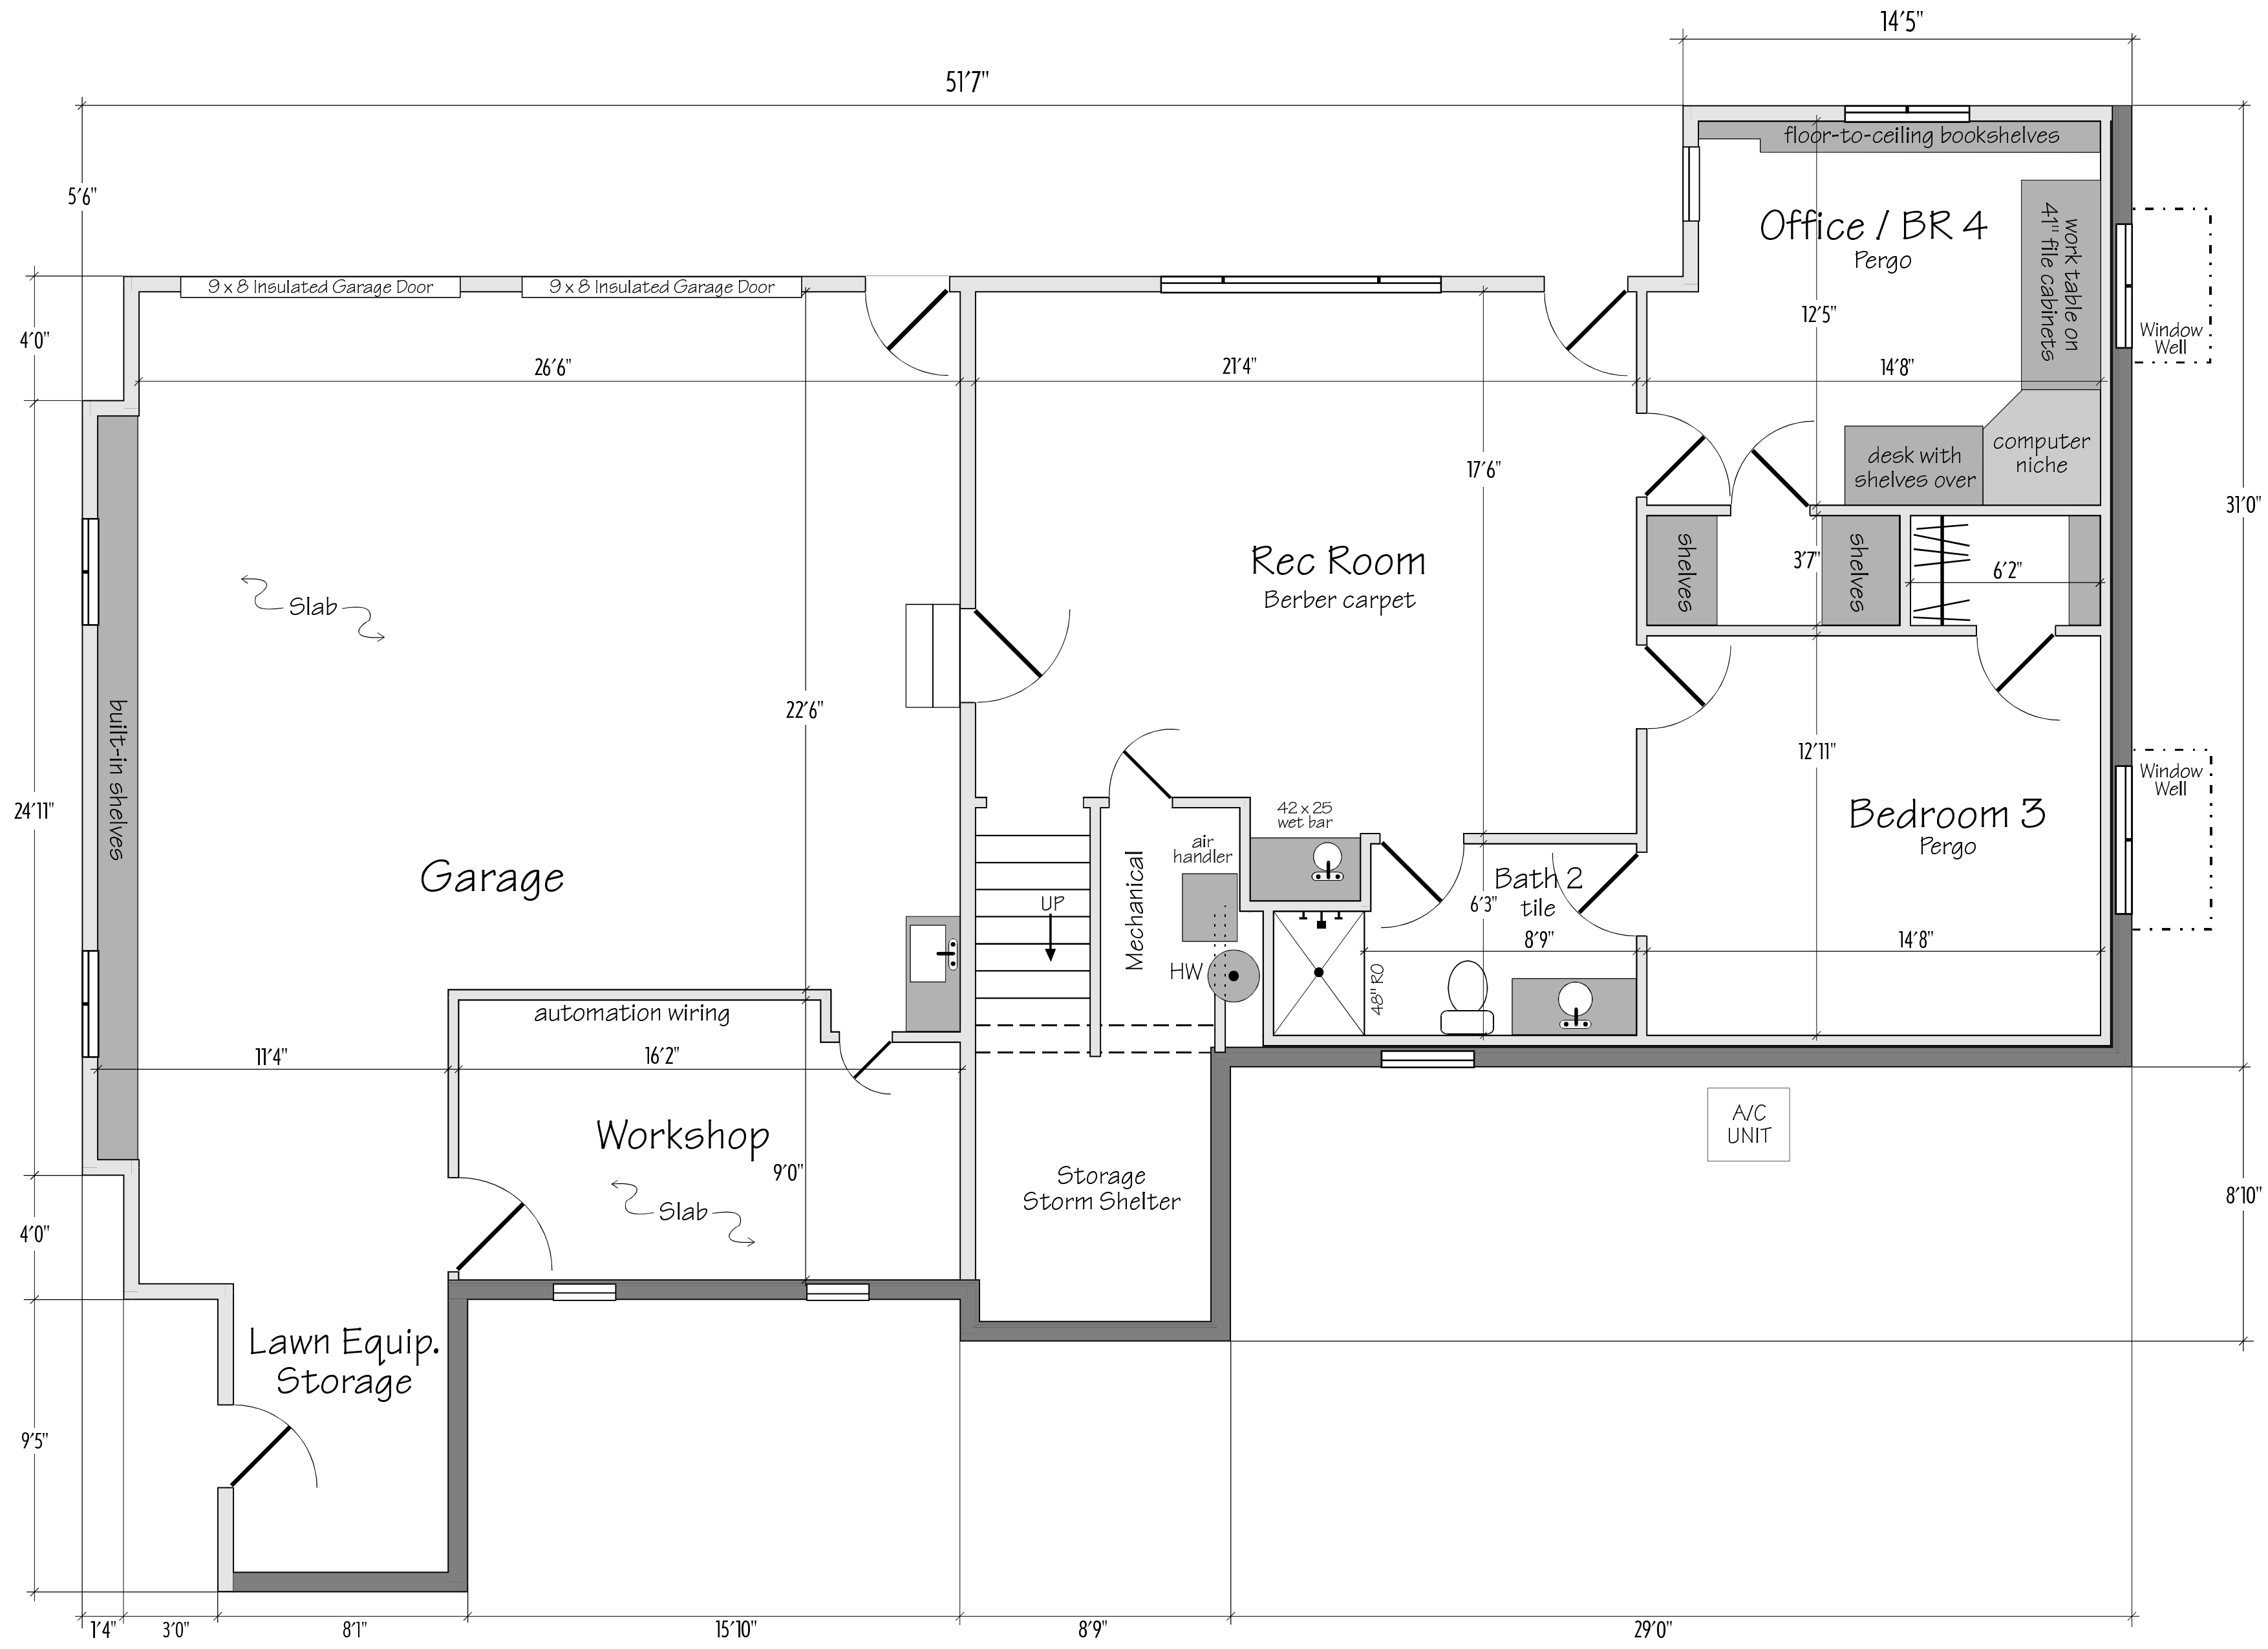 14'5"
51'7"
floor-to-ceiling bookshelves
5'6"
Office / BR 4
Pergo
work table on
41" file cabinets
9 x 8 Insulated Garage Door
9 x 8 Insulated Garage Door
12'5"
Window
Well
4'0"
26'6"
21'4"
14'8"
computer
niche
desk with
shelves over
17'6"
31'0"
Rec Room
Berber carpet
shelves
3'7"
shelves
6'2"
Slab
22'6"
built-in shelves
12'11"
Window
Well
24'11"
42 x 25
wet bar
Bedroom 3
Pergo
air
handler
Mechanical
Garage
UP
Bath 2
tile
6'3"
8'9"
14'8"
HW
48" RO
automation wiring
11'4"
16'2"
Workshop
9'0"
A/C
UNIT
Storage
Storm Shelter
8'10"
Slab
4'0"
Lawn Equip.
Storage
9'5"
1'4"
3'0"
8'1"
15'10"
8'9"
29'0"